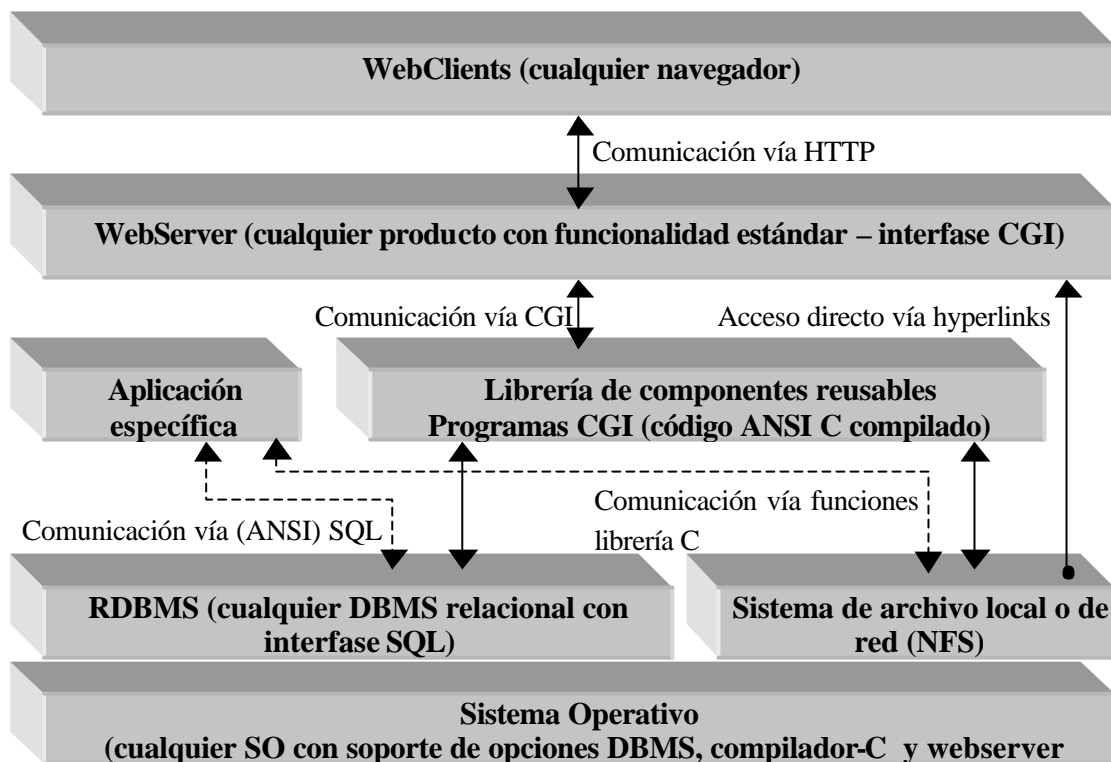 WebClients (cualquier navegador)
Comunicación vía HTTP
WebServer (cualquier producto con funcionalidad estándar – interfase CGI)
Comunicación vía CGI
Acceso directo vía hyperlinks
Aplicación
específica
Librería de componentes reusables
Programas CGI (código ANSI C compilado)
Comunicación vía (ANSI) SQL
Comunicación vía funciones
librería C
RDBMS (cualquier DBMS relacional con
interfase SQL)
Sistema de archivo local o de
red (NFS)
Sistema Operativo
(cualquier SO con soporte de opciones DBMS, compilador-C y webserver